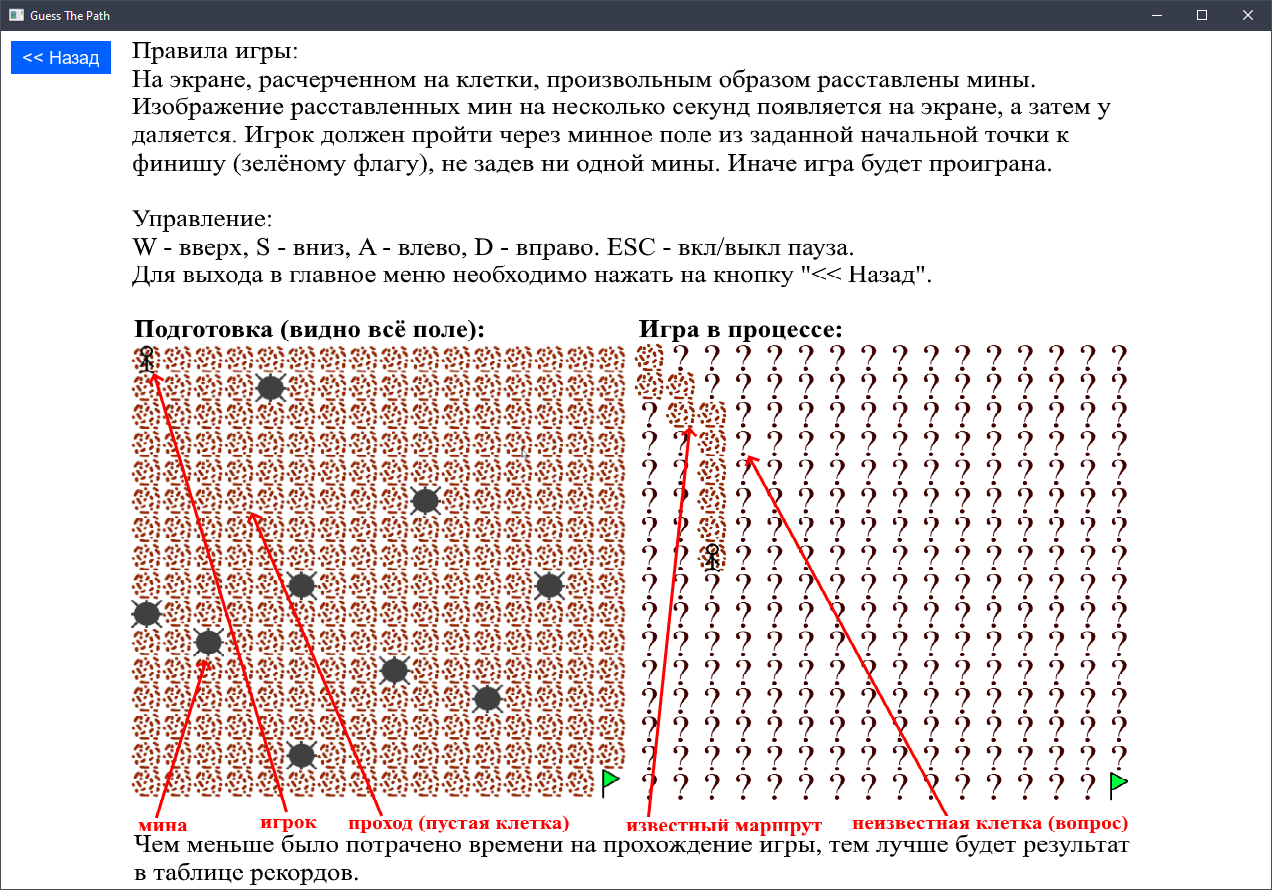 Guess The Path
<< Назад
Правила игры:
На экране, расчерченном на клетки, произвольным образом расставлены мины.
Изображение расставленных мин на несколько секунд появляется на экране, а затем у
даляется. Игрок должен пройти через минное поле из заданной начальной точки к
финишу (зелёному флагу), не задев ни одной мины. Иначе игра будет проиграна.
Управление:
W - вверх, S - вниз, A - влево, D - вправо. ESC - вкл/выкл пауза.
Для выхода в главное меню необходимо нажать на кнопку "<< Назад".
Подготовка (видно всё поле):
Игра в процессе:
? ? ? ? ? ? ? ? ? ? ? ? ? ? ?
? ? ? ? ? ? ? ? ? ? ? ? ? ?
? ? ? ? ? ? ? ? ? ? ? ? ? ?
? ? ? ? ? ? ? ? ? ? ? ? ? ? ?
? ? ? ? ? ? ? ? ? ? ? ? ? ? ?
? ? ? ? ? ? ? ? ? ? ? ? ? ? ?
? ? ? ? ? ? ? ? ? ? ? ? ? ? ?
? ? ? ? ? ? ? ? ? ? ? ? ? ? ?
? ? ? ? ? ? ? ? ? ? ? ? ? ? ? ?
? ? ? ? ? ? ? ? ? ? ? ? ? ? ? ?
? ? ? ? ? ? ? ? ? ? ? ? ? ? ? ?
? ? ? ? ? ? ? ? ? ? ? ? ? ? ? ?
? ? ? ? ? ? ? ? ? ? ? ? ? ? ? ?
? ? ? ? ? ? ? ? ? ? ? ? ? ? ? ?
? ? ? ? ? ? ? ? ? ? ? ? ? ? ? ?
? ? ? ? ? ? ? ? ? ? ? ? ? ? ?
мина
игрок
проход (пустая клетка)
известный маршрут
неизвестная клетка (вопрос)
Чем меньше было потрачено времени на прохождение игры, тем лучше будет результат
в таблице рекордов.